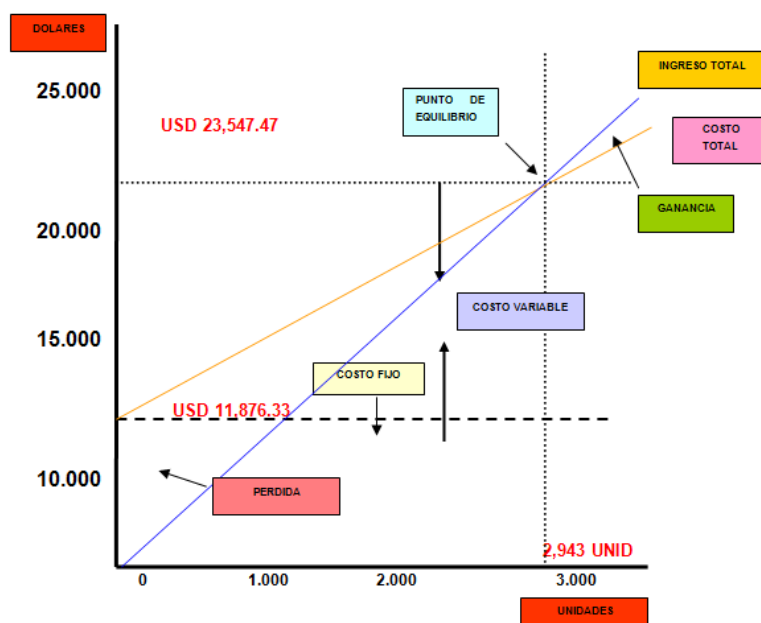 DOLARES
25.000
USD 23,547.47
PUNTO DE
EQUILIBRIO
INGRESO TOTAL
COSTO
TOTAL
GANANCIA
20.000
COSTO VARIABLE
15.000
COSTO FIJO
USD 11,876.33
10.000
PERDIDA
2,943 UNID
0 1.000 2.000 3.000
UNIDADES